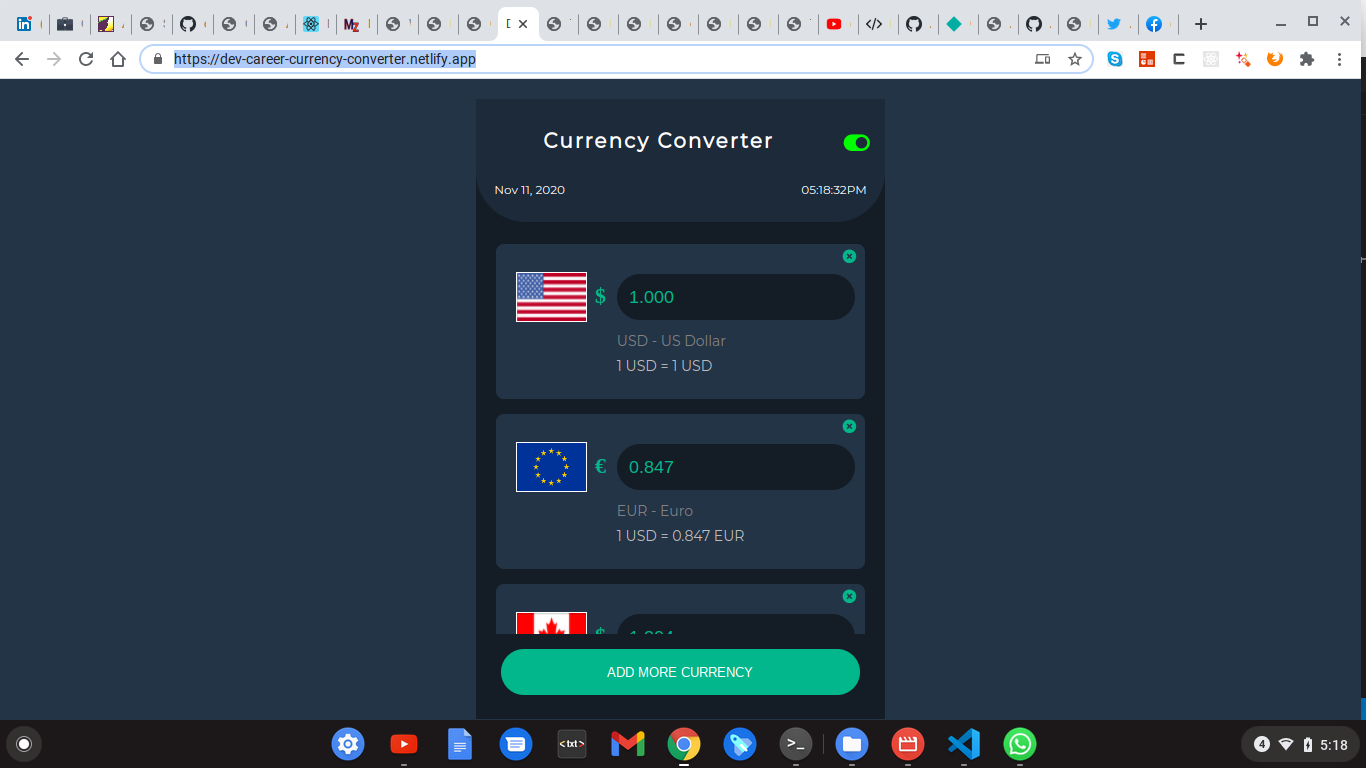 https://dev-career-currency-converter.netlify.app
Currency Converter
Nov 11, 2020
05:18:32PM
$
1.000
USD - US Dollar
1 USD = 1 USD
€
0.847
EUR - Euro
1 USD = 0.847 EUR
$
ADD MORE CURRENCY
<txt>
4
5:18